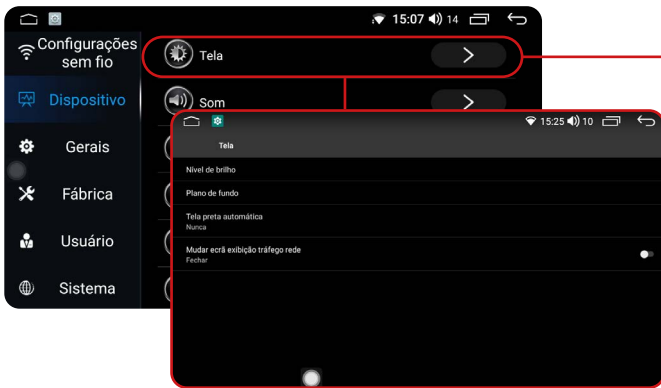 15:07 14
Configurações
sem fio
Tela
Dispositivo
Som
Gerais
Fábrica
Usuário
Sistema
15:25 10
Tela
Nível de brilho
Plano de fundo
Tela preta automática
Nunca
Mudar ecrã exibição tráfego rede
Fechar